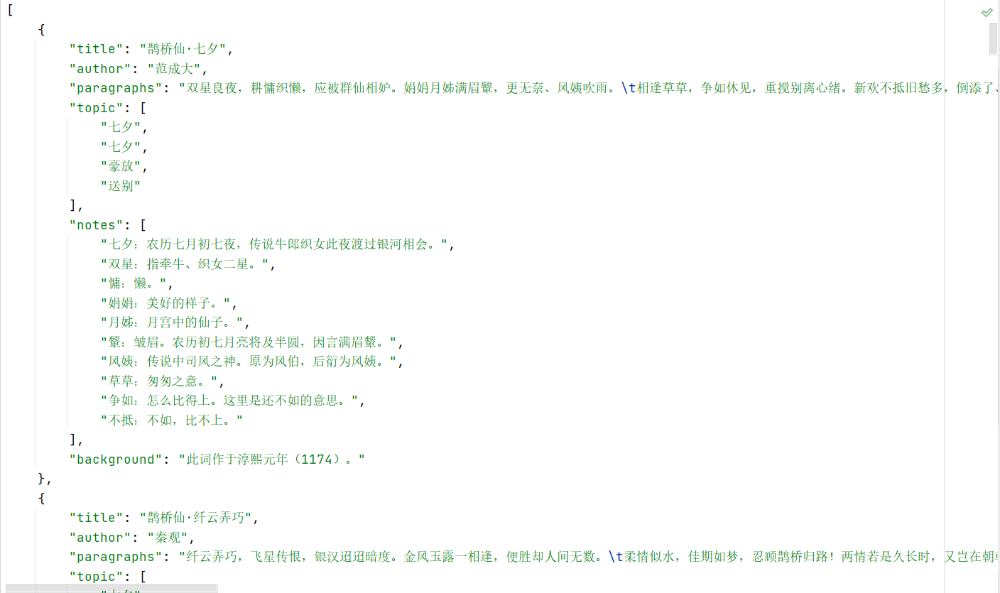 [
    {
        "title": "鹊桥仙·七夕",
        "author": "范成大",
        "paragraphs": "双星良夜，耕慵织懒，应被群仙相妒。娟娟月姊满眉颦，更无奈、风姨吹雨。\t相逢草草，争如休见，重搅别离心绪。新欢不抵旧愁多，倒添了、
        "topic": [
            "七夕",
            "七夕",
            "豪放",
            "送别"
        ],
        "notes": [
            "七夕：农历七月初七夜，传说牛郎织女此夜渡过银河相会。",
            "双星：指牵牛、织女二星。",
            "慵：懒。",
            "娟娟：美好的样子。",
            "月姊：月宫中的仙子。",
            "颦：皱眉。农历初七月亮将及半圆，因言满眉颦。",
            "风姨：传说中司风之神。原为风伯，后衍为风姨。",
            "草草：匆匆之意。",
            "争如：怎么比得上。这里是还不如的意思。",
            "不抵：不如，比不上。"
        ],
        "background": "此词作于淳熙元年（1174）。"
    },
    {
        "title": "鹊桥仙·纤云弄巧",
        "author": "秦观",
        "paragraphs": "纤云弄巧，飞星传恨，银汉迢迢暗度。金风玉露一相逢，便胜却人间无数。\t柔情似水，佳期如梦，忍顾鹊桥归路！两情若是久长时，又岂在朝
        "topic": [